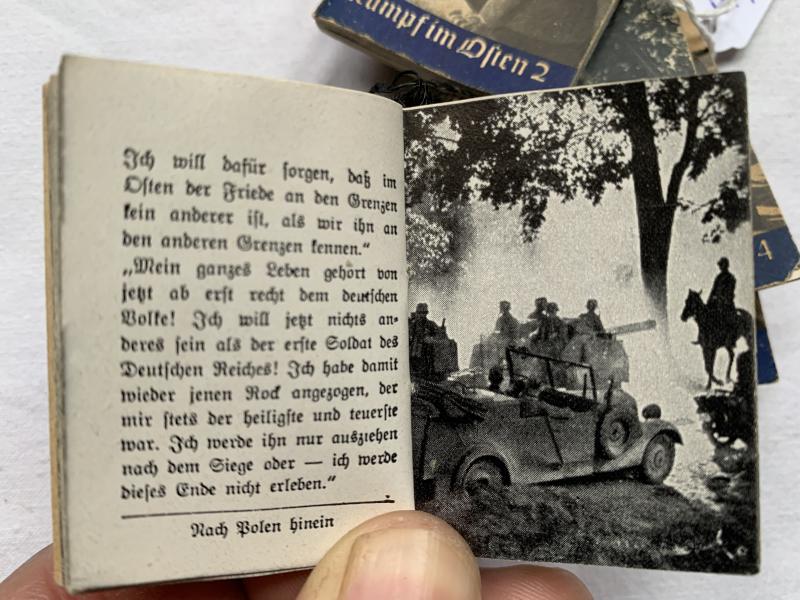 Kampf im Osten 2
4
Ich will dafür sorgen, daß im
Osten der Friede an den Grenzen
kein anderer ist, als wir ihn an
den anderen Grenzen kennen.“
„Mein ganzes Leben gehört von
jetzt ab erst recht dem deutschen
Volke! Ich will jetzt nichts an-
deres sein als der erste Soldat des
Deutschen Reiches! Ich habe damit
wieder jenen Rock angezogen, der
mir stets der heiligste und teuerste
war. Ich werde ihn nur ausziehen
nach dem Siege oder — ich werde
dieses Ende nicht erleben.“
Nach Polen hinein